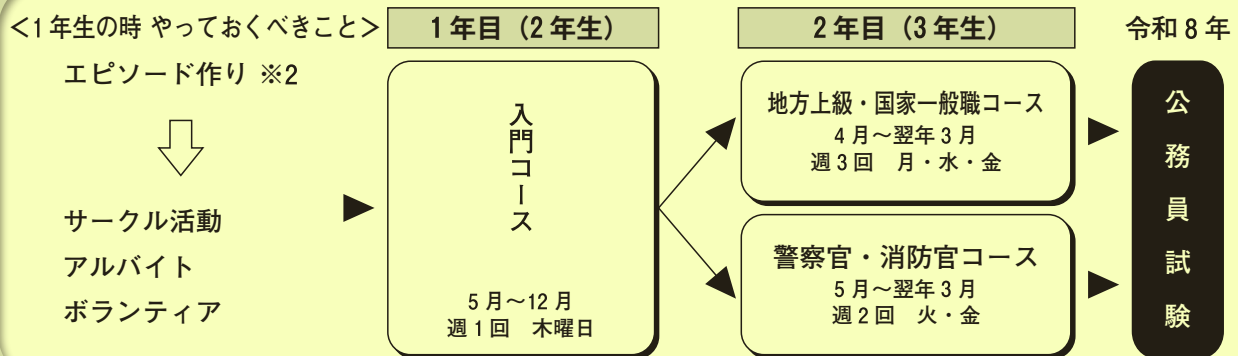 <1年生の時 やっておくべきこと>
エピソード作り ※2
サークル活動
アルバイト
ボランティア
1年目（2年生）
入門コース
5月～12月
週1回　木曜日
2年目（3年生）
地方上級・国家一般職コース
4月～翌年3月
週3回　月・水・金
警察官・消防官コース
5月～翌年3月
週2回　火・金
令和8年
公務員試験